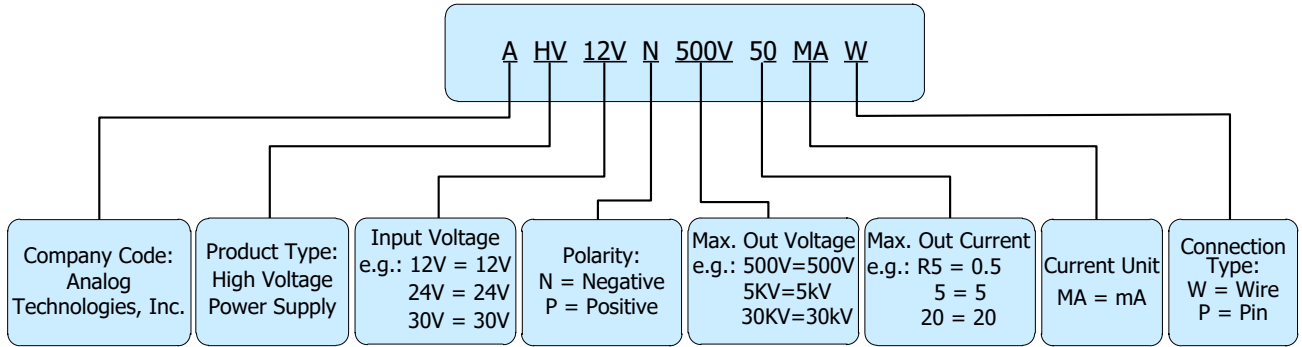 A HV 12V N 500V 50 MA W
Company Code:
Analog
Technologies, Inc.
Product Type:
High Voltage
Power Supply
Input Voltage
e.g.: 12V = 12V
24V = 24V
30V = 30V
Polarity:
N = Negative
P = Positive
Max. Out Voltage
e.g.: 500V=500V
5KV=5kV
30KV=30kV
Max. Out Current
e.g.: R5 = 0.5
5 = 5
20 = 20
Current Unit
MA = mA
Connection
Type:
W = Wire
P = Pin